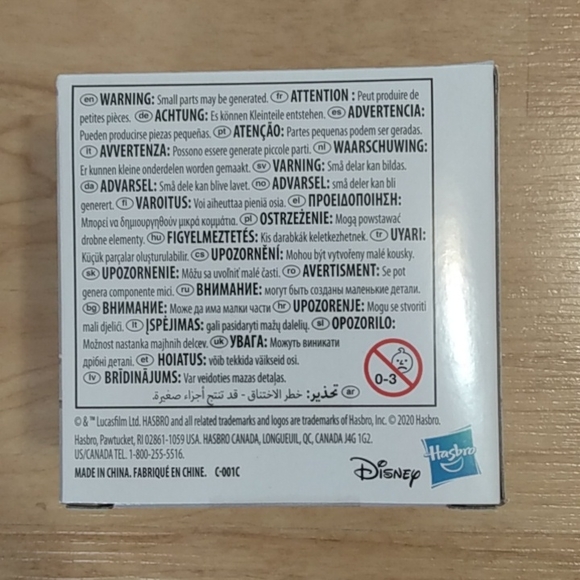 en WARNING: Small parts may be generated. fr ATTENTION : Peut produire de
petites pièces. de ACHTUNG: Es können Kleinteile entstehen. es ADVERTENCIA:
Pueden producirse piezas pequeñas. pt ATENÇÃO: Partes pequenas podem ser geradas.
it AVVERTENZA: Possono essere generate piccole parti. nl WAARSCHUWING:
Er kunnen kleine onderdelen worden gemaakt. sv VARNING: Små delar kan bildas.
da ADVARSEL: Små dele kan blive lavet. no ADVARSEL: små deler kan bli
generert. fi VAROITUS: Voi aiheuttaa pieniä osia. el ΠΡΟΕΙΔΟΠΟΙΗΣΗ:
Μπορεί να δημιουργηθούν μικρά κομμάτια. pl OSTRZEŻENIE: Mogą powstawać
drobne elementy. hu FIGYELMEZTETÉS: Kis darabkák keletkezhetnek. tr UYARI:
Küçük parçalar oluşturulabilir. cs UPOZORNĚNÍ: Mohou být vytvořeny malé kousky.
sk UPOZORNENIE: Môžu sa uvoľniť malé časti. ro AVERTISMENT: Se pot
genera componente mici. ru ВНИМАНИЕ: могут быть созданы маленькие детали.
bg ВНИМАНИЕ: Може да има малки части hr UPOZORENJE: Mogu se stvoriti
mali djelići. lt ĮSPĖJIMAS: gali pasidaryti mažų dalelių. sl OPOZORILO:
Možnost nastanka majhnih delcev. uk УВАГА: Можуть виникати
дрібні деталі. et HOIATUS: võib tekkida väikseid osi.
lv BRĪDINĀJUMS: Var veidoties mazas detaļas.
ar تحذير: خطر الاختناق - قد تنتج أجزاء صغيرة.
0-3
© & ™ Lucasfilm Ltd. HASBRO and all related trademarks and logos are trademarks of Hasbro, Inc. © 2020 Hasbro.
Hasbro, Pawtucket, RI 02861-1059 USA. HASBRO CANADA, LONGUEUIL, QC, CANADA J4G 1G2.
US/CANADA TEL. 1-800-255-5516.
MADE IN CHINA. FABRIQUÉ EN CHINE. C-001C
Disney
Hasbro